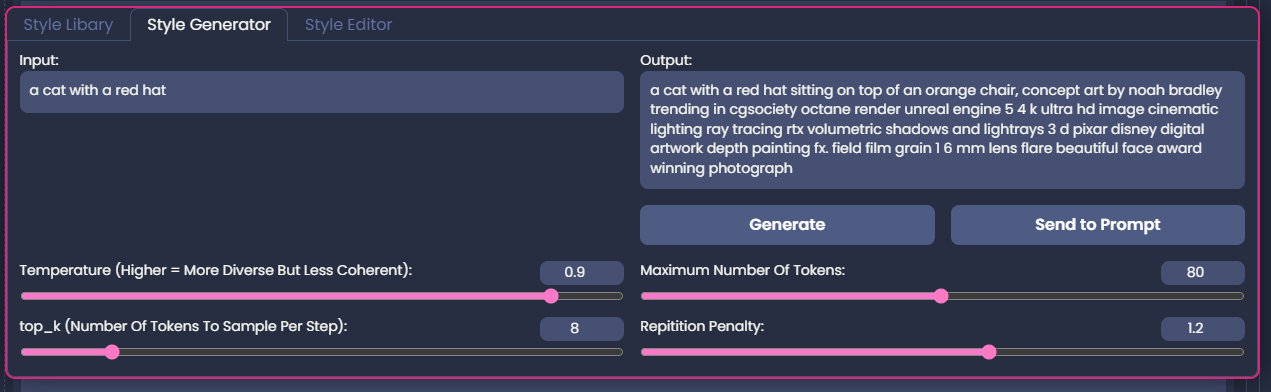 Style Libary
Style Generator
Style Editor
Input:
a cat with a red hat
Output:
a cat with a red hat sitting on top of an orange chair, concept art by noah bradley
trending in cgsociety octane render unreal engine 5 4 k ultra hd image cinematic
lighting ray tracing rtx volumetric shadows and lightrays 3 d pixar disney digital
artwork depth painting fx. field film grain 1 6 mm lens flare beautiful face award
winning photograph
Generate
Send to Prompt
Temperature (Higher = More Diverse But Less Coherent):
0.9
Maximum Number Of Tokens:
80
top_k (Number Of Tokens To Sample Per Step):
8
Repitition Penalty:
1.2